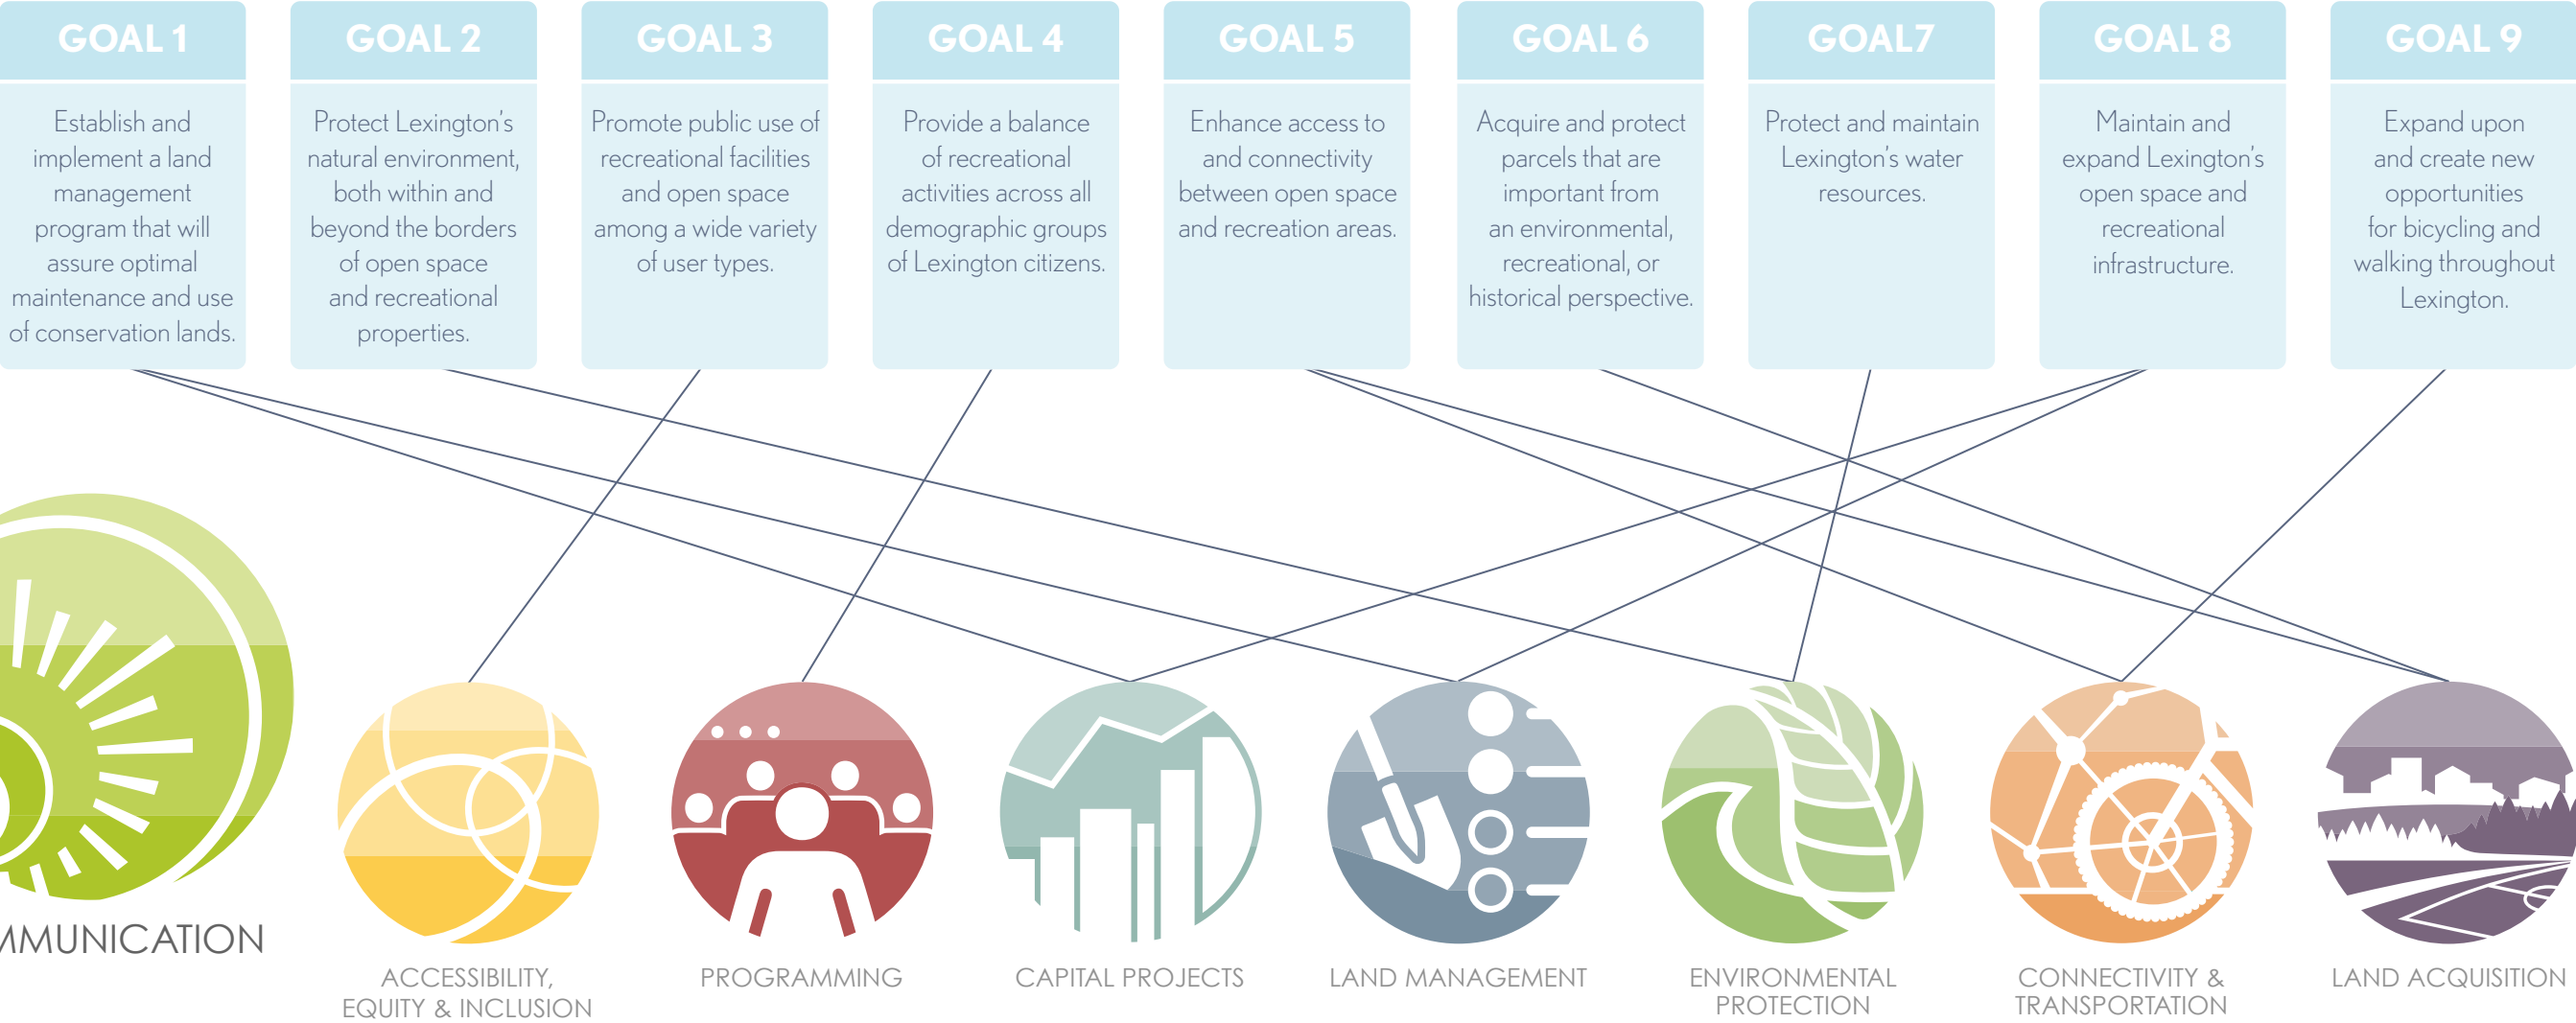 GOAL 1
Establish and
implement a land
management
program that will
assure optimal
maintenance and use
of conservation lands.
GOAL 2
Protect Lexington's
natural environment,
both within and
beyond the borders
of open space
and recreational
properties.
GOAL 3
Promote public use of
recreational facilities
and open space
among a wide variety
of user types.
GOAL 4
Provide a balance
of recreational
activities across all
demographic groups
of Lexington citizens.
GOAL 5
Enhance access to
and connectivity
between open space
and recreation areas.
GOAL 6
Acquire and protect
parcels that are
important from
an environmental,
recreational, or
historical perspective.
GOAL7
Protect and maintain
Lexington's water
resources.
GOAL 8
Maintain and
expand Lexington's
open space and
recreational
infrastructure.
GOAL 9
Expand upon
and create new
opportunities
for bicycling and
walking throughout
Lexington.
MMUNICATION
ACCESSIBILITY,
EQUITY & INCLUSION
PROGRAMMING
CAPITAL PROJECTS
LAND MANAGEMENT
ENVIRONMENTAL
PROTECTION
CONNECTIVITY &
TRANSPORTATION
LAND ACQUISITION